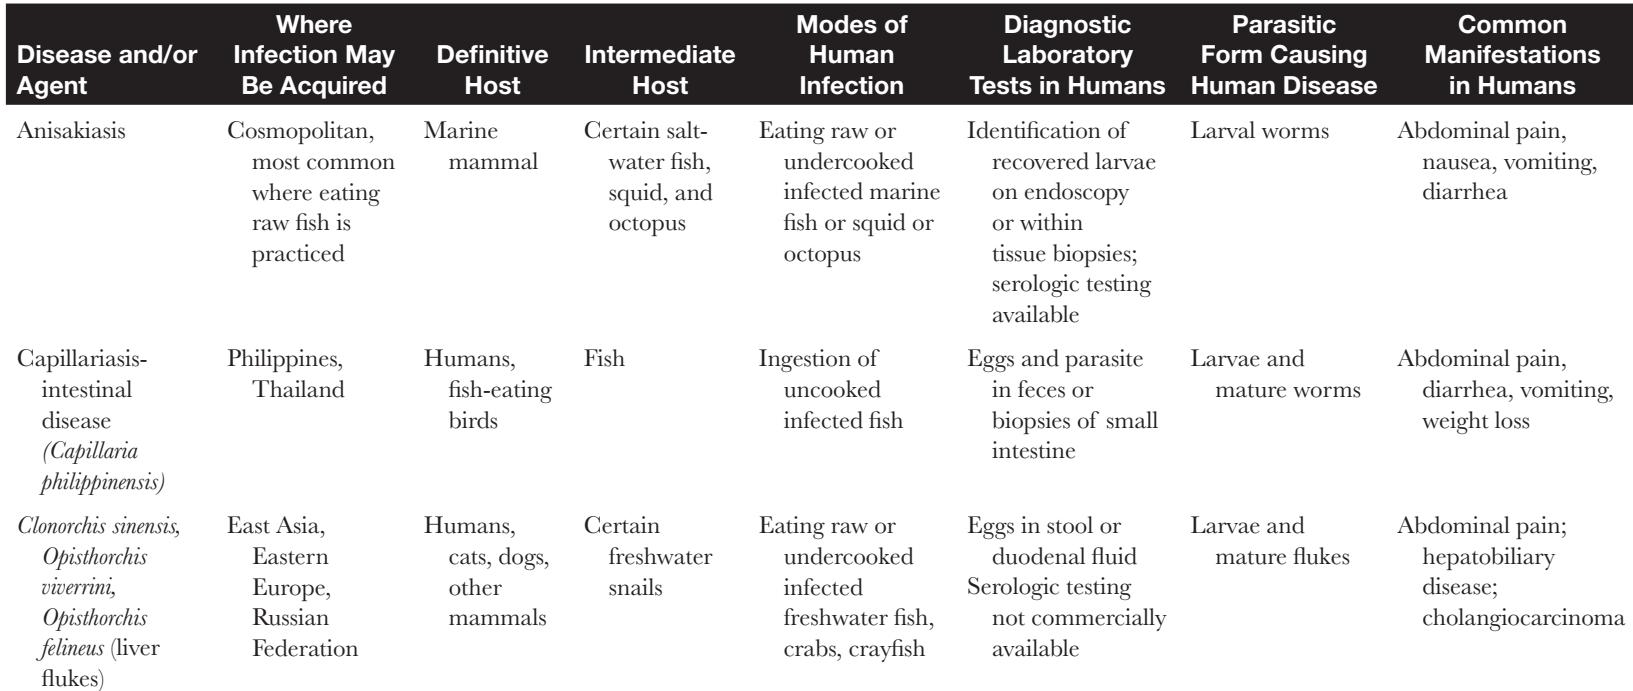 Disease and/or
Agent
Where
Infection May
Be Acquired
Definitive
Host
Intermediate
Host
Modes of
Human
Infection
Diagnostic
Laboratory
Tests in Humans
Parasitic
Form Causing
Human Disease
Common
Manifestations
in Humans
Anisakiasis
Cosmopolitan,
most common
where eating
raw fish is
practiced
Marine
mammal
Certain salt-
water fish,
squid, and
octopus
Eating raw or
undercooked
infected marine
fish or squid or
octopus
Identification of
recovered larvae
on endoscopy
or within
tissue biopsies;
serologic testing
available
Larval worms
Abdominal pain,
nausea, vomiting,
diarrhea
Capillariasis-
intestinal
disease
(Capillaria
philippinensis)
Philippines,
Thailand
Humans,
fish-eating
birds
Fish
Ingestion of
uncooked
infected fish
Eggs and parasite
in feces or
biopsies of small
intestine
Larvae and
mature worms
Abdominal pain,
diarrhea, vomiting,
weight loss
Clonorchis sinensis,
Opisthorchis
viverrini,
Opisthorchis
felineus (liver
flukes)
East Asia,
Eastern
Europe,
Russian
Federation
Humans,
cats, dogs,
other
mammals
Certain
freshwater
snails
Eating raw or
undercooked
infected
freshwater fish,
crabs, crayfish
Eggs in stool or
duodenal fluid
Serologic testing
not commercially
available
Larvae and
mature flukes
Abdominal pain;
hepatobiliary
disease;
cholangiocarcinoma